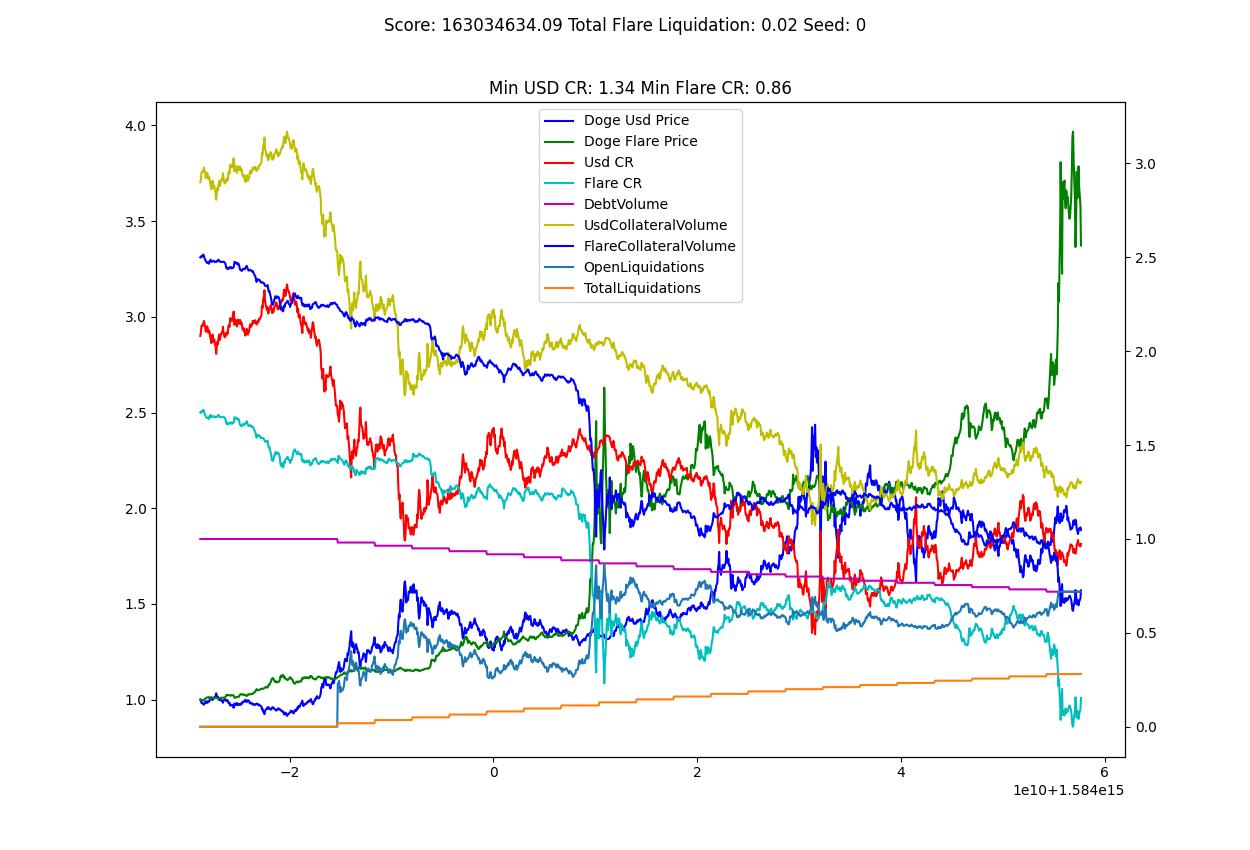 Score: 163034634.09 Total Flare Liquidation: 0.02 Seed: 0
Min USD CR: 1.34 Min Flare CR: 0.86
Doge Usd Price
Doge Flare Price
Usd CR
Flare CR
DebtVolume
UsdCollateralVolume
FlareCollateralVolume
OpenLiquidations
TotalLiquidations
4.0
3.5
3.0
2.5
2.0
1.5
1.0
3.0
2.5
2.0
1.5
1.0
0.5
0.0
−2 0 2 4 6
1e10+1.584e15